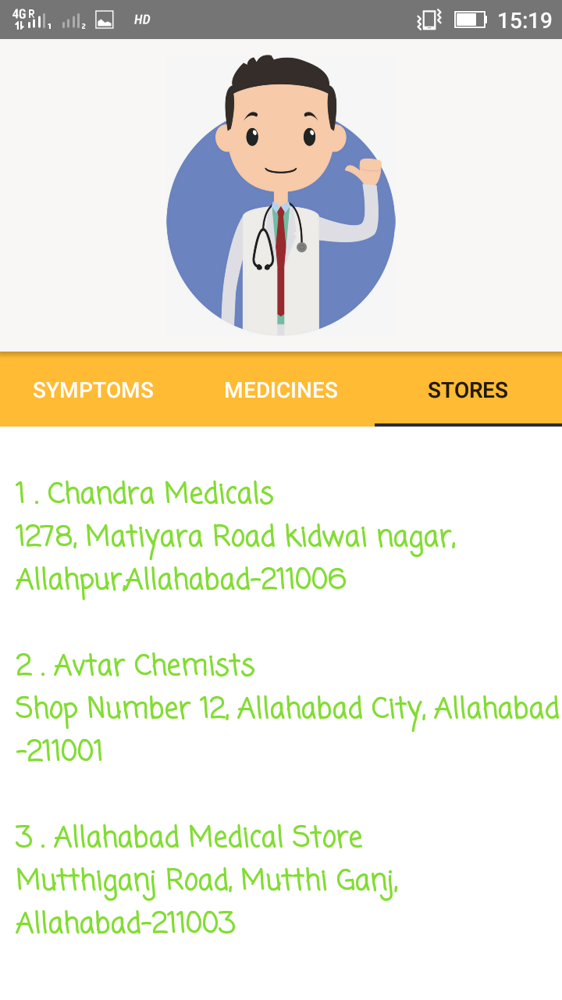 4G R 1 2 HD 15:19
SYMPTOMS MEDICINES STORES
1 . Chandra Medicals
1278, Matiyara Road kidwai nagar,
Allahpur,Allahabad-211006
2 . Avtar Chemists
Shop Number 12, Allahabad City, Allahabad
-211001
3 . Allahabad Medical Store
Mutthiganj Road, Mutthi Ganj,
Allahabad-211003